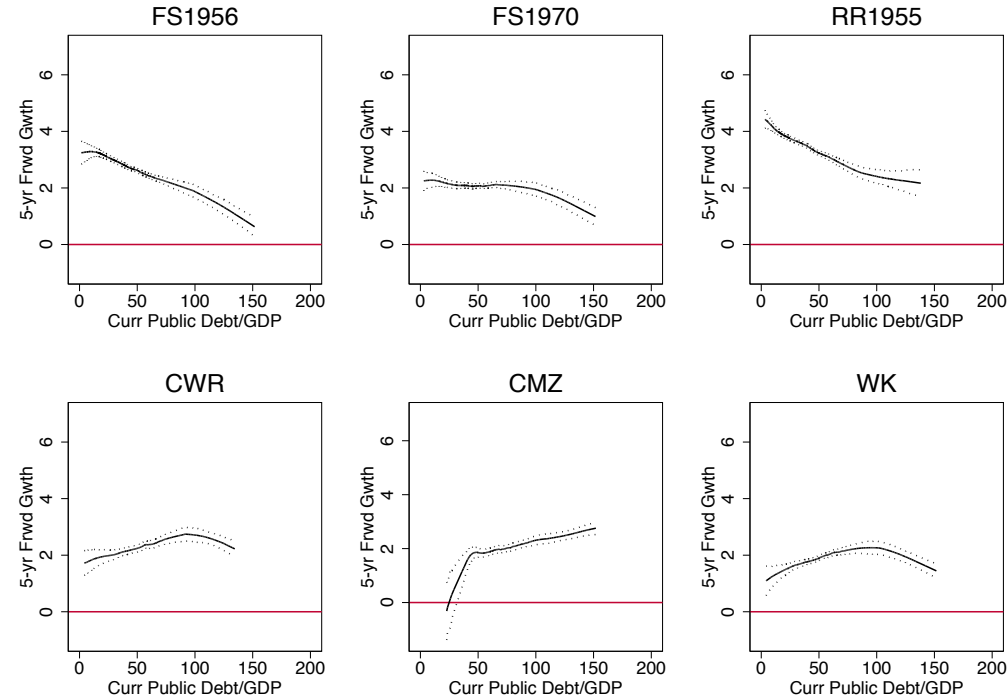 FS1956
FS1970
RR1955
5-yr Frwd Gwth
0 2 4 6
0 50 100 150 200
Curr Public Debt/GDP
5-yr Frwd Gwth
0 2 4 6
0 50 100 150 200
Curr Public Debt/GDP
5-yr Frwd Gwth
0 2 4 6
0 50 100 150 200
Curr Public Debt/GDP
CWR
CMZ
WK
5-yr Frwd Gwth
0 2 4 6
0 50 100 150 200
Curr Public Debt/GDP
5-yr Frwd Gwth
0 2 4 6
0 50 100 150 200
Curr Public Debt/GDP
5-yr Frwd Gwth
0 2 4 6
0 50 100 150 200
Curr Public Debt/GDP